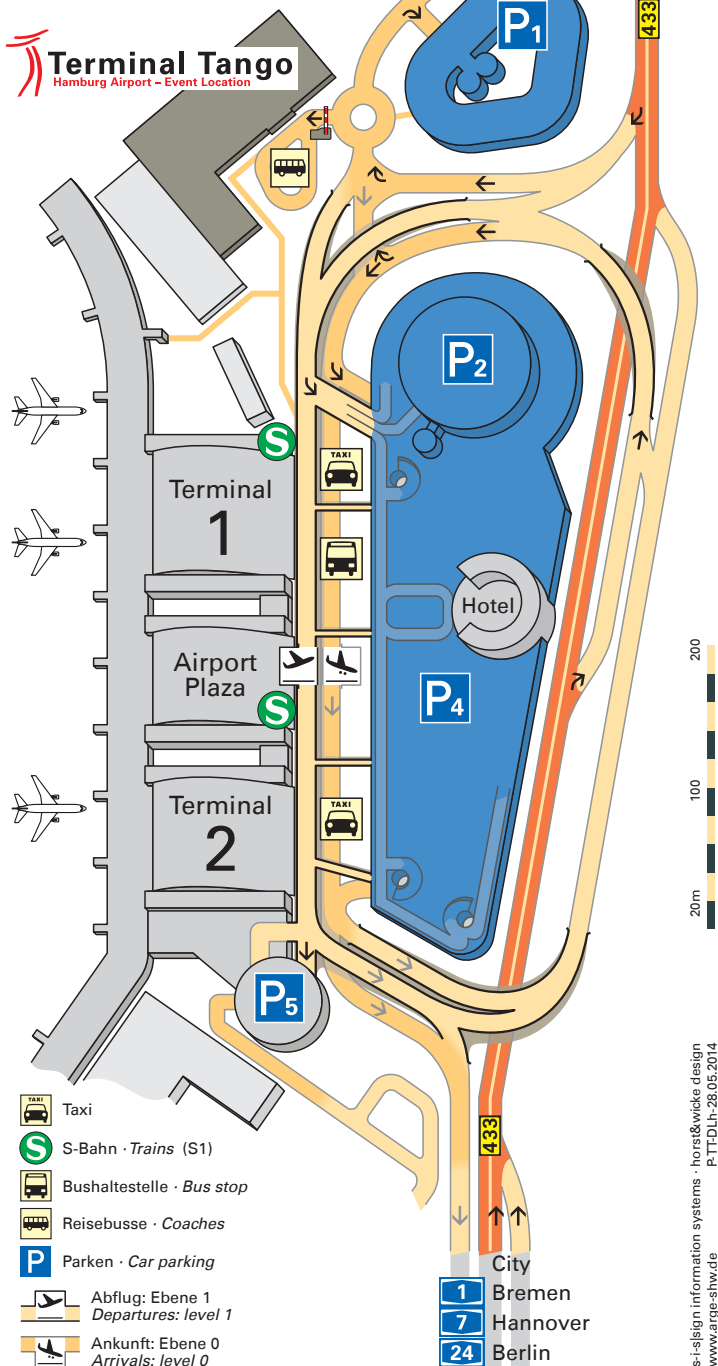 Terminal Tango
Hamburg Airport – Event Location
P1
433
P2
TAXI
S
Terminal
1
Hotel
Airport
Plaza
S
P4
TAXI
Terminal
2
P5
200
100
20m
433
TAXI
Taxi
S
S-Bahn · Trains (S1)
Bushaltestelle · Bus stop
Reisebusse · Coaches
P
Parken · Car parking
Abflug: Ebene 1
Departures: level 1
Ankunft: Ebene 0
Arrivals: level 0
City
1 Bremen
7 Hannover
24 Berlin
s-i-s|sign information systems · horst&wicke design
www.arge-shw.de P-TT-DLh-28.05.2014